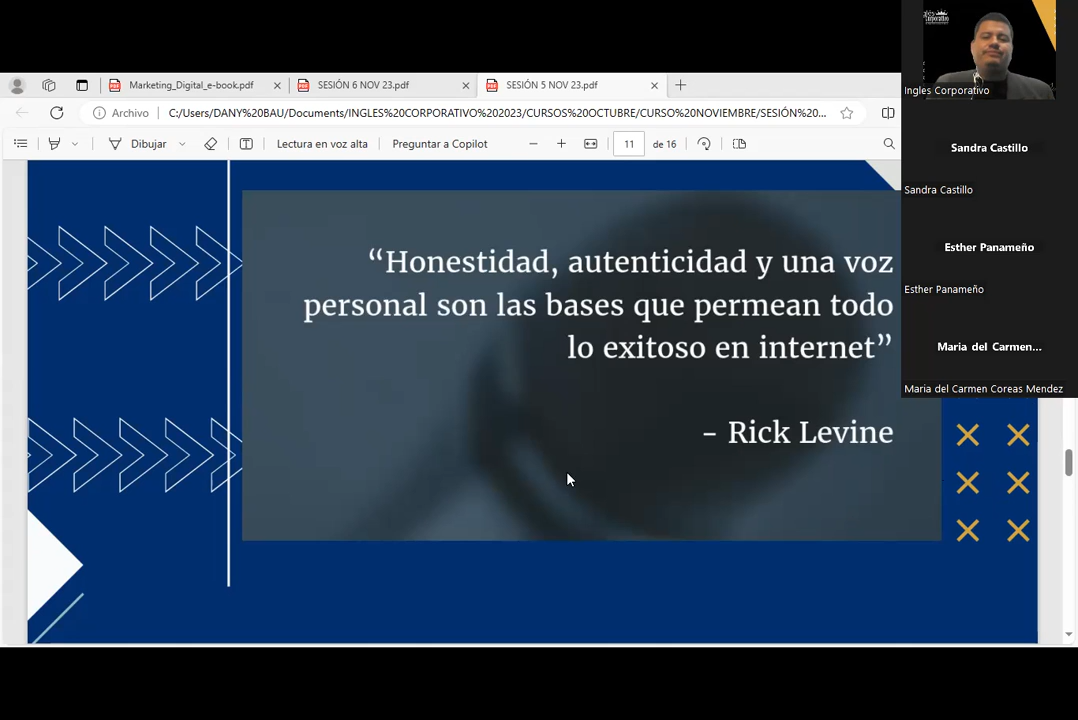 Marketing_Digital_e-book.pdf
SESIÓN 6 NOV 23.pdf
SESIÓN 5 NOV 23.pdf
Archivo
C:/Users/DANY%20BAU/Documents/INGLES%20CORPORATIVO%202023/CURSOS%20OCTUBRE/CURSO%20NOVIEMBRE/SESIÓN%20...
Dibujar
Lectura en voz alta
Preguntar a Copilot
11
de 16
“Honestidad, autenticidad y una voz
personal son las bases que permean todo
lo exitoso en internet”
- Rick Levine
Ingles Corporativo
Sandra Castillo
Sandra Castillo
Esther Panameño
Esther Panameño
Maria del Carmen...
Maria del Carmen Coreas Mendez